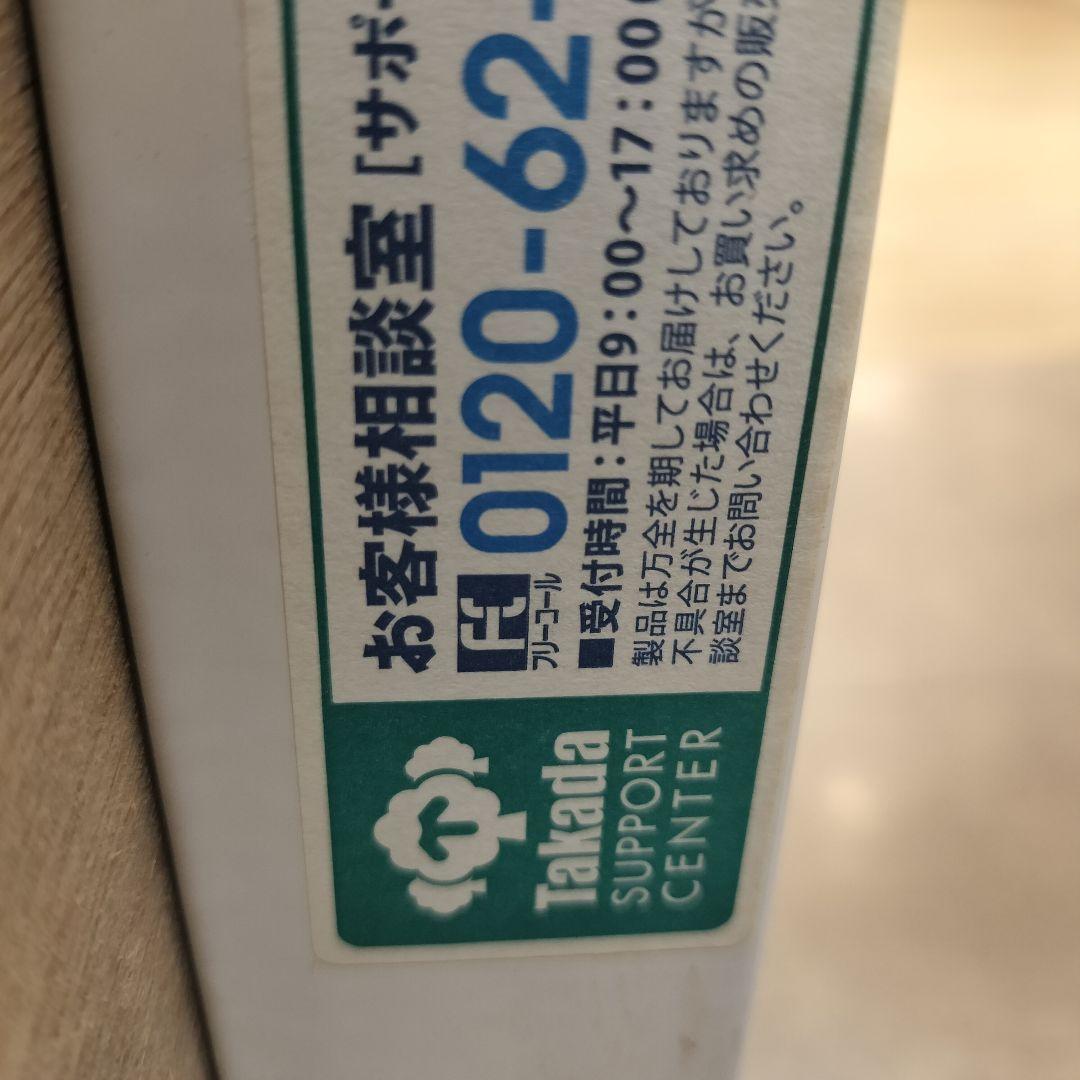 お客様相談室 [サポー
フリーコール
0120-62-
■受付時間:平日9:00〜17:00
製品は万全を期してお届けしておりますが
不具合が生じた場合は、お買い求めの販
談室までお問い合わせください。
Takada
SUPPORT
CENTER